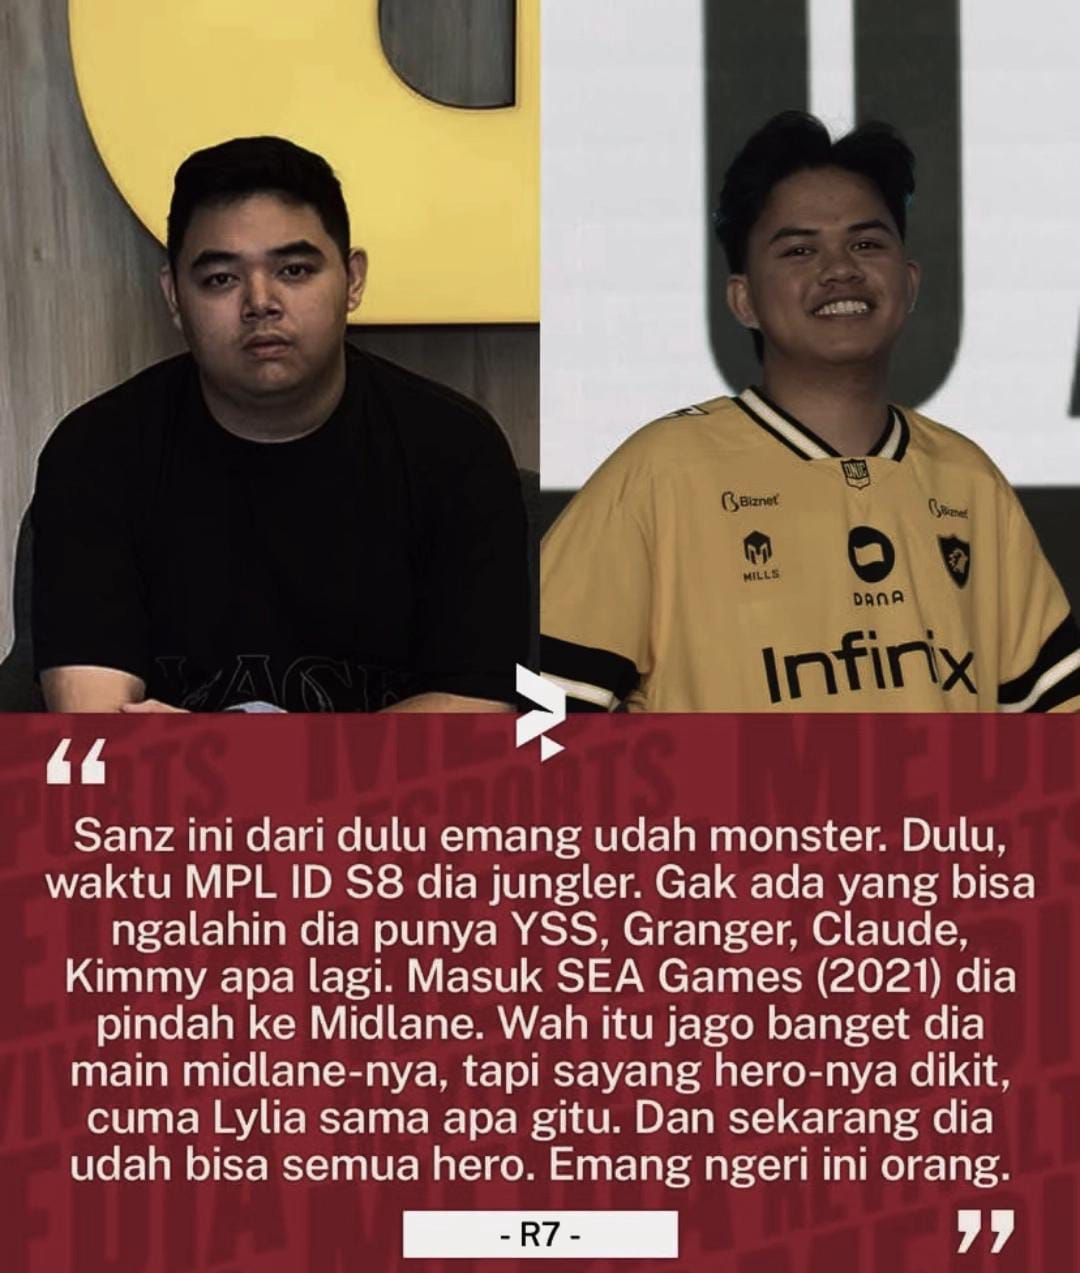 ONIC
Biznet
Biznet
MILLS
DANA
Infinix
“
Sanz ini dari dulu emang udah monster. Dulu,
waktu MPL ID S8 dia jungler. Gak ada yang bisa
ngalahin dia punya YSS, Granger, Claude,
Kimmy apa lagi. Masuk SEA Games (2021) dia
pindah ke Midlane. Wah itu jago banget dia
main midlane-nya, tapi sayang hero-nya dikit,
cuma Lylia sama apa gitu. Dan sekarang dia
udah bisa semua hero. Emang ngeri ini orang.
- R7 -
”